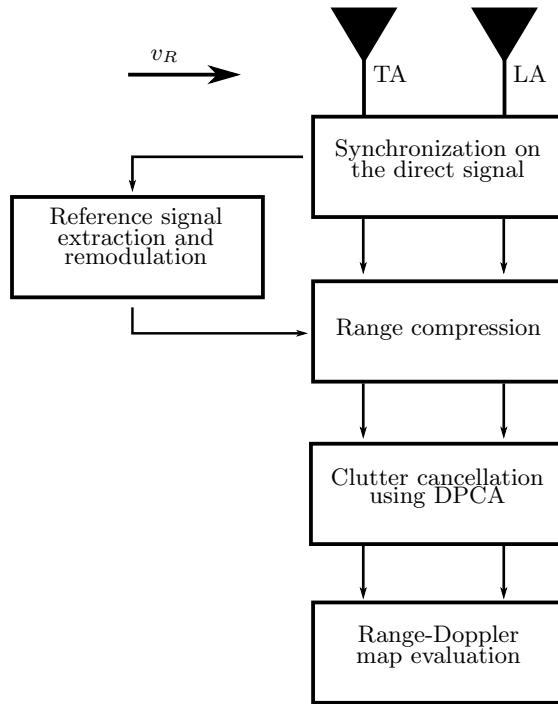 v_R
TA
LA
Synchronization on
the direct signal
Reference signal
extraction and
remodulation
Range compression
Clutter cancellation
using DPCA
Range-Doppler
map evaluation